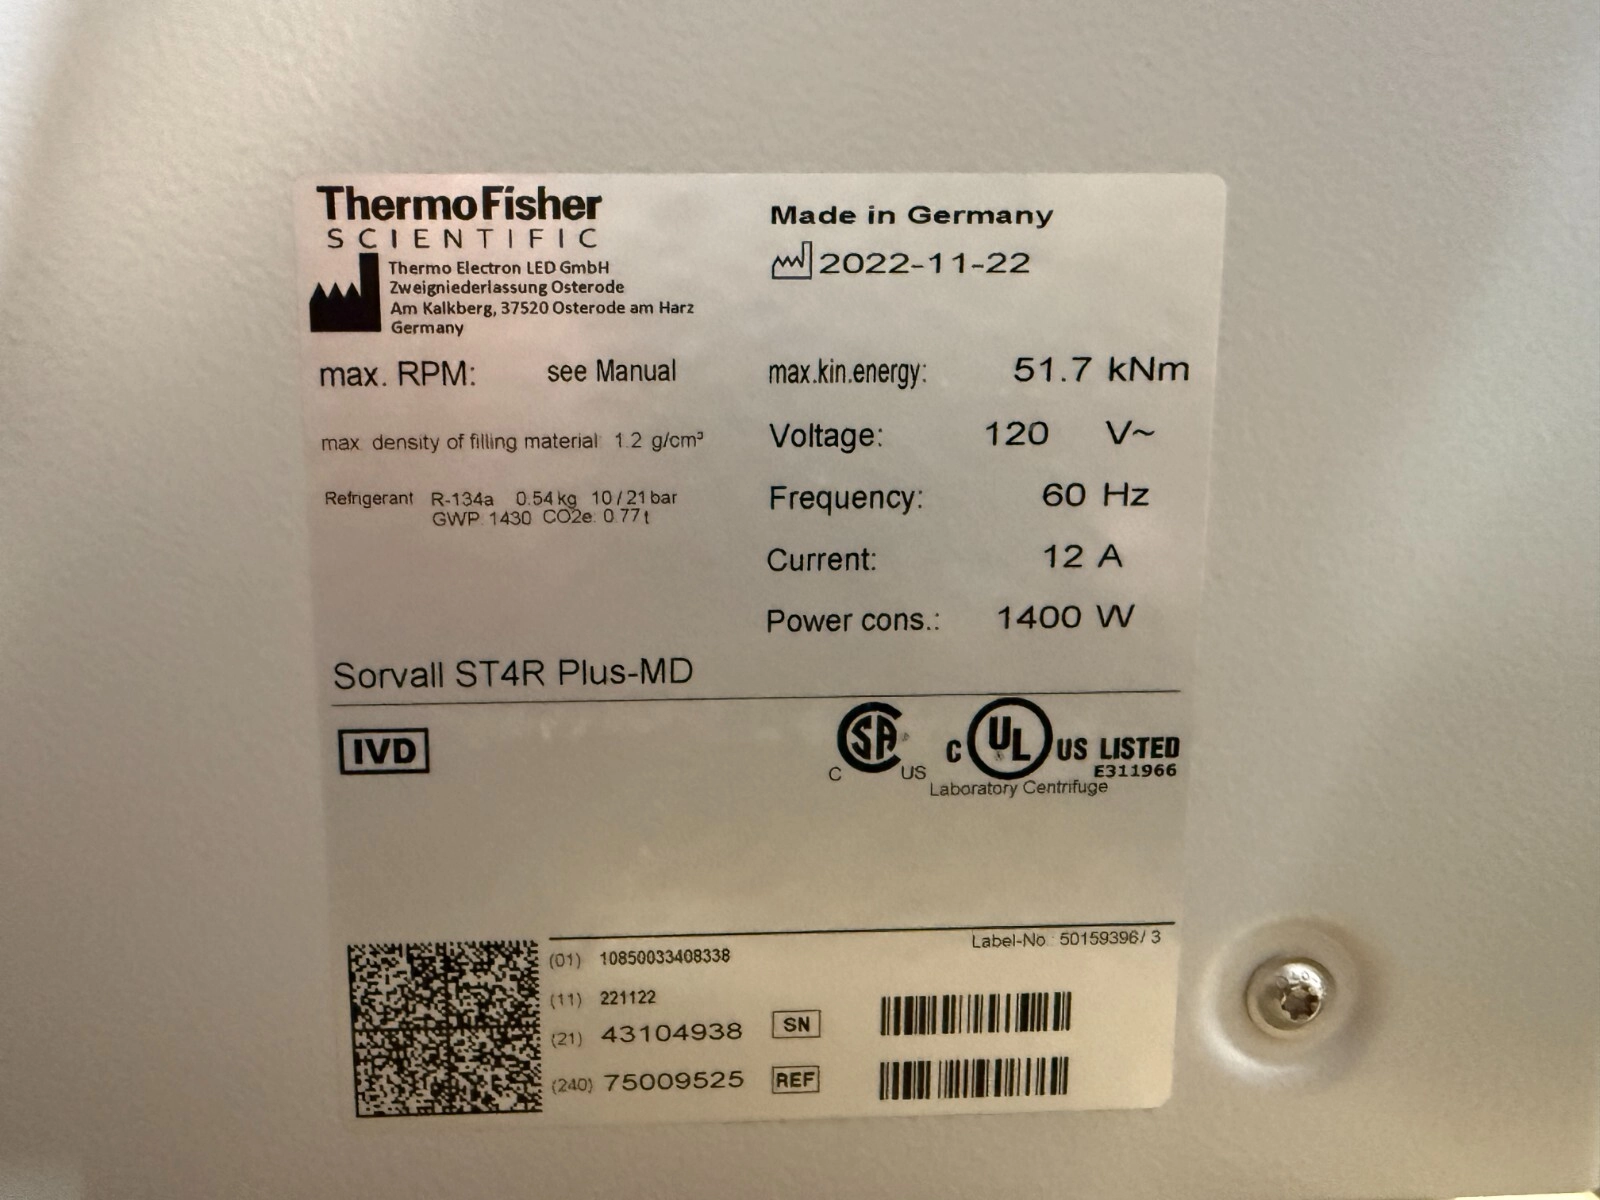 ThermoFisher
SCIENTIFIC
Thermo Electron LED GmbH
Zweigniederlassung Osterode
Am Kalkberg, 37520 Osterode am Harz
Germany
Made in Germany
2022-11-22
max. RPM: see Manual
max density of filling material 1.2 g/cm³
Refrigerant R-134a 0.54 kg 10/21 bar
GWP 1430 CO2e: 0.77 t
max.kin.energy: 51.7 kNm
Voltage: 120 V~
Frequency: 60 Hz
Current: 12 A
Power cons.: 1400 W
Sorvall ST4R Plus-MD
IVD
C SA US
C UL US LISTED
E311966
Laboratory Centrifuge
Label-No.: 50159396/ 3
(01) 10850033408338
(11) 221122
(21) 43104938 SN
(240) 75009525 REF